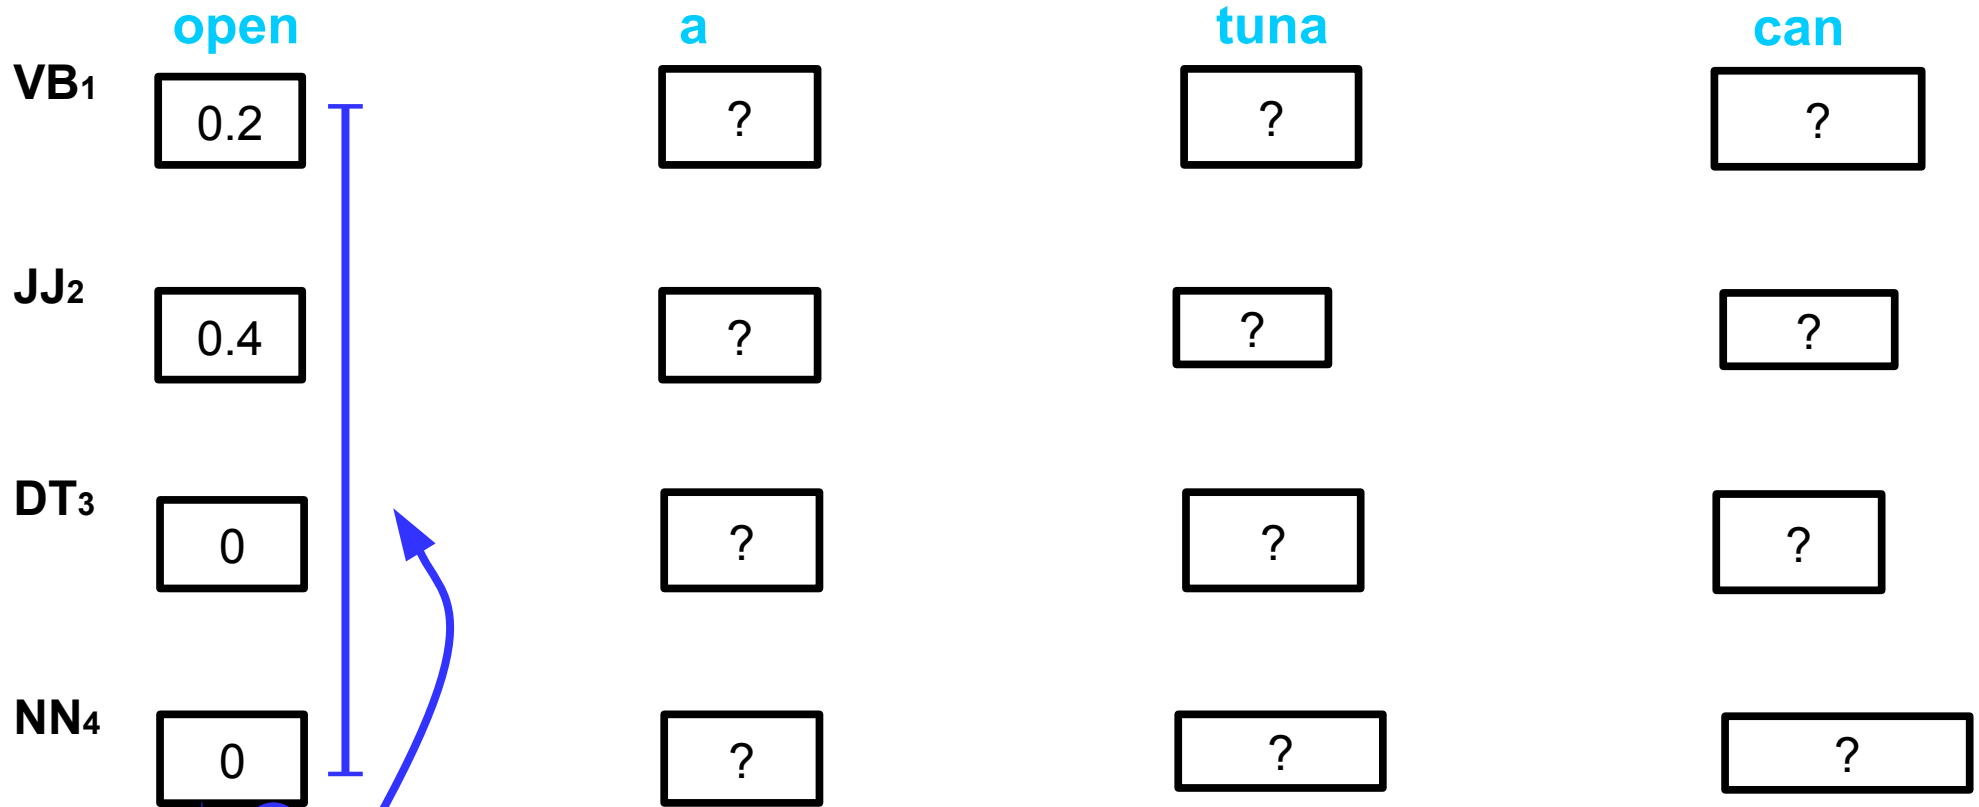 open a tuna can
VB1 0.2 ? ? ?
JJ2 0.4 ? ? ?
DT3 0 ? ? ?
NN4 0 ? ? ?